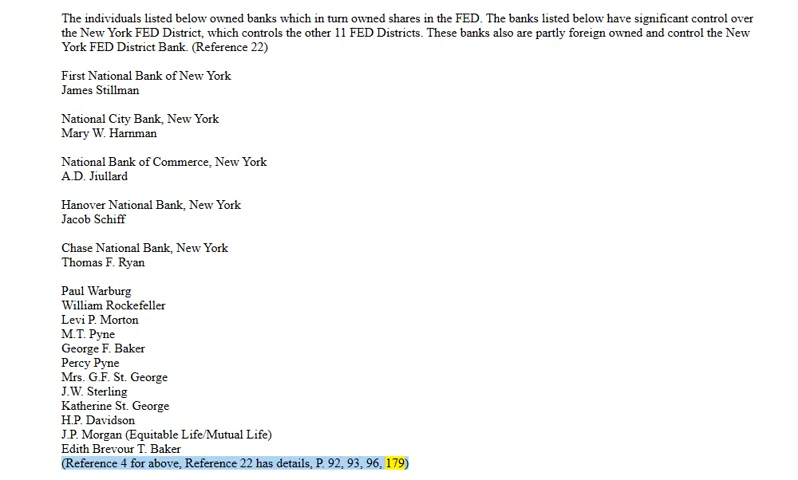 The individuals listed below owned banks which in turn owned shares in the FED. The banks listed below have significant control over
the New York FED District, which controls the other 11 FED Districts. These banks also are partly foreign owned and control the New
York FED District Bank. (Reference 22)
First National Bank of New York
James Stillman
National City Bank, New York
Mary W. Harnman
National Bank of Commerce, New York
A.D. Jiullard
Hanover National Bank, New York
Jacob Schiff
Chase National Bank, New York
Thomas F. Ryan
Paul Warburg
William Rockefeller
Levi P. Morton
M.T. Pyne
George F. Baker
Percy Pyne
Mrs. G.F. St. George
J.W. Sterling
Katherine St. George
H.P. Davidson
J.P. Morgan (Equitable Life/Mutual Life)
Edith Brevour T. Baker
(Reference 4 for above, Reference 22 has details, P. 92, 93, 96, 179)